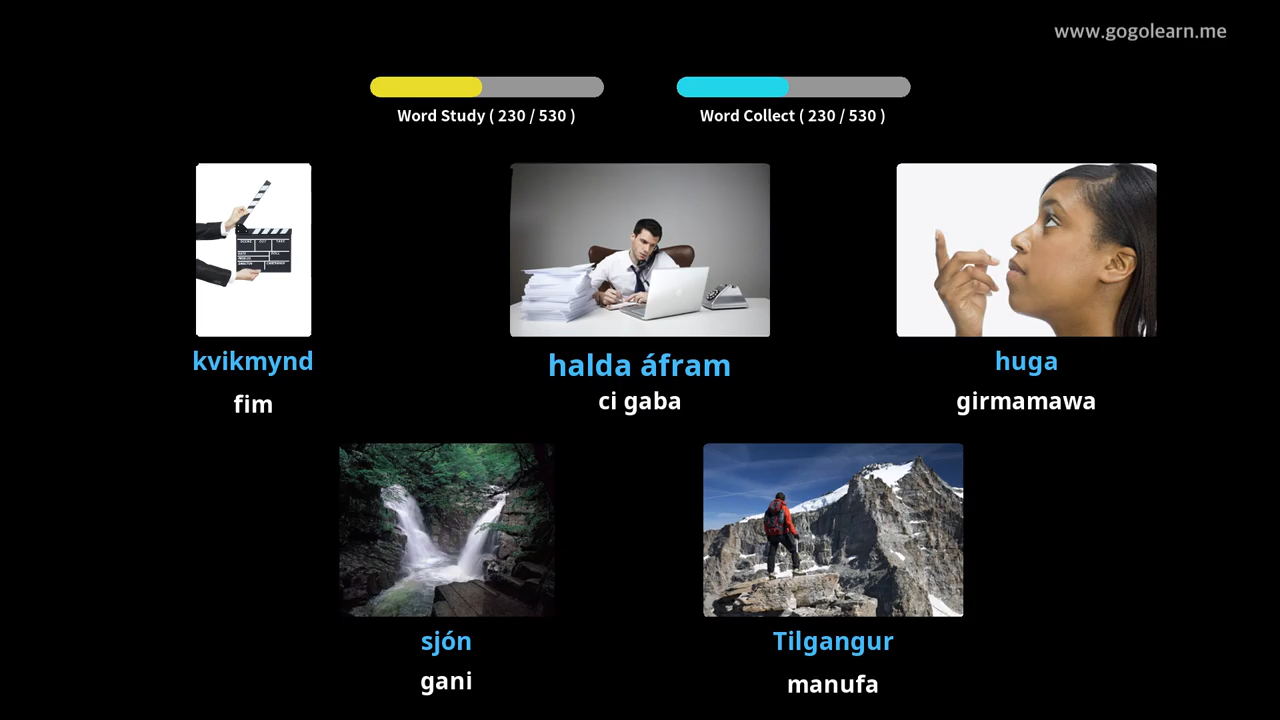 www.gogolearn.me
Word Study ( 230 / 530 )
Word Collect ( 230 / 530 )
kvikmynd
fim
halda áfram
ci gaba
huga
girmamawa
sjón
gani
Tilgangur
manufa